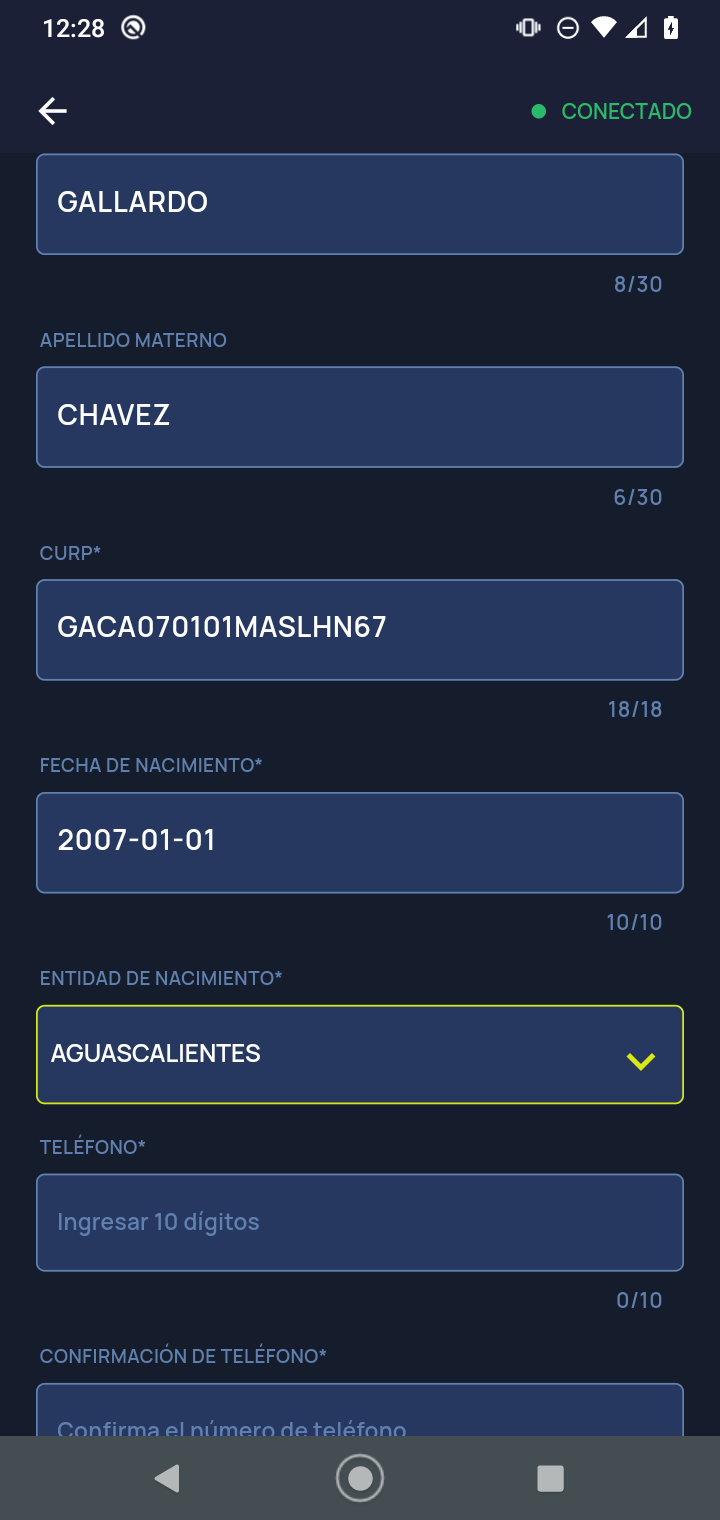 12:28
CONECTADO
GALLARDO
8/30
APELLIDO MATERNO
CHAVEZ
6/30
CURP*
GACA070101MASLHN67
18/18
FECHA DE NACIMIENTO*
2007-01-01
10/10
ENTIDAD DE NACIMIENTO*
AGUASCALIENTES
TELÉFONO*
Ingresar 10 dígitos
0/10
CONFIRMACIÓN DE TELÉFONO*
Confirma el número de teléfono